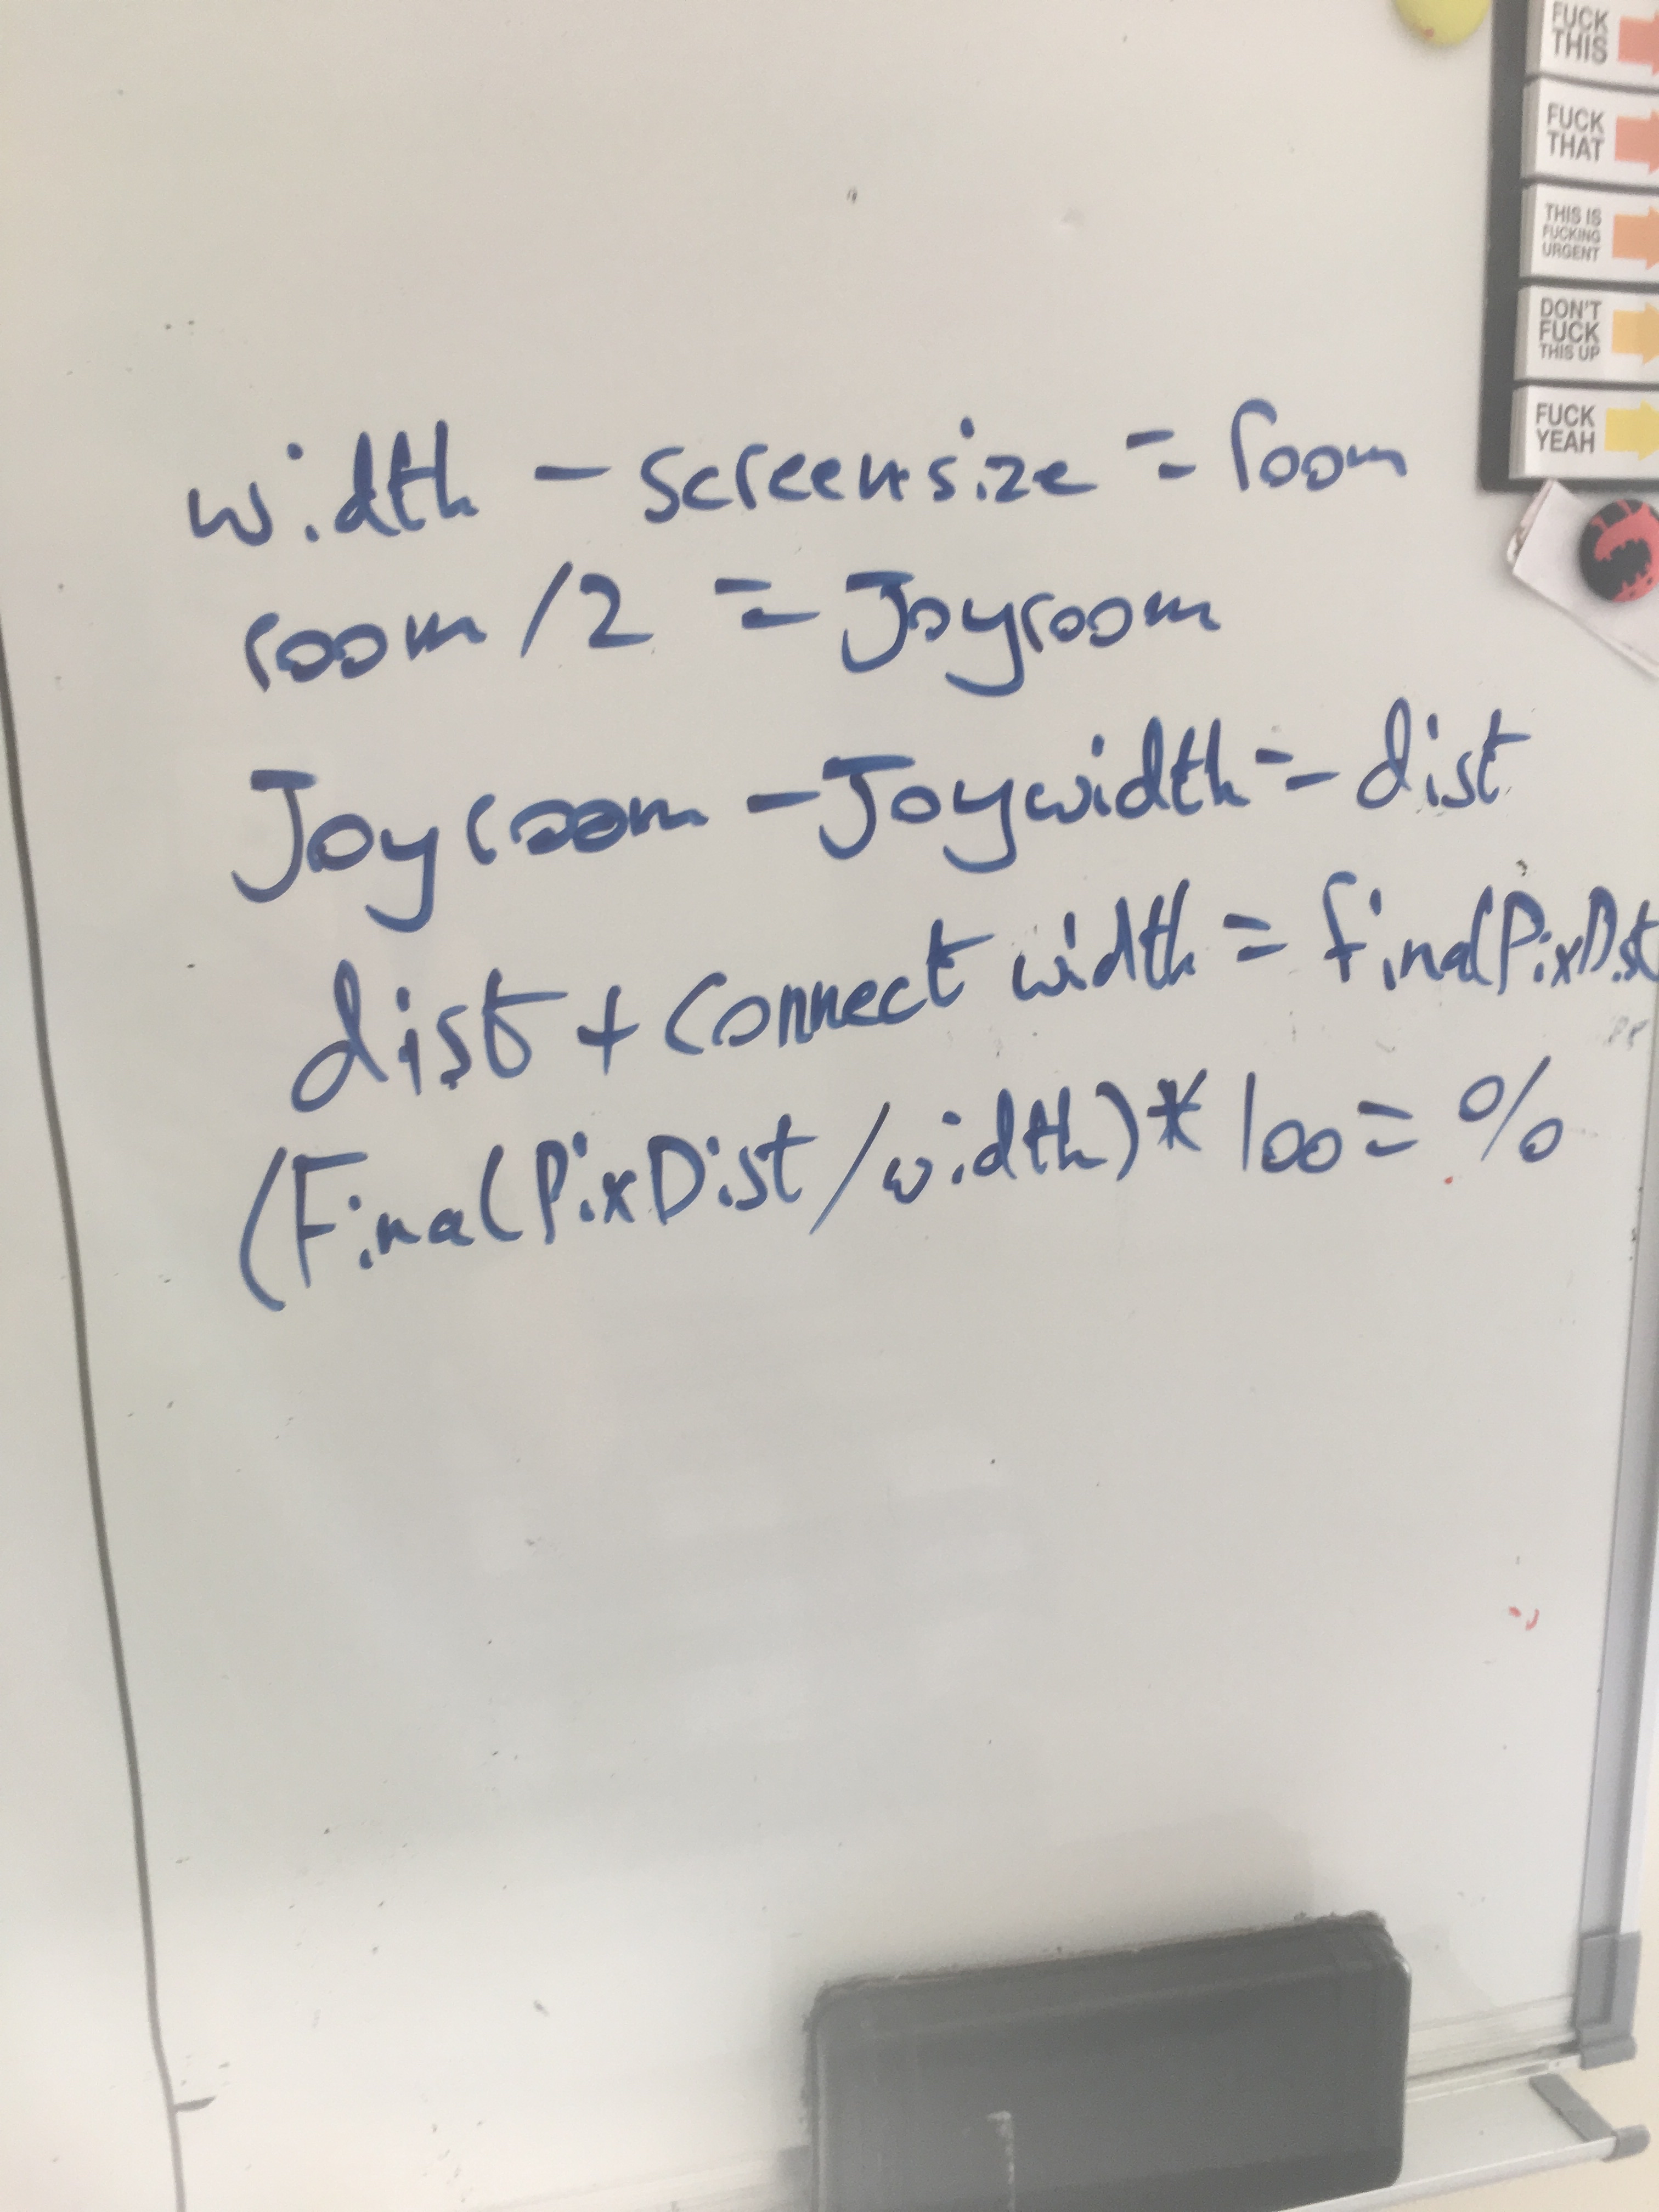 FUCK
THIS
FUCK
THAT
THIS IS
FUCKING
URGENT
DON'T
FUCK
THIS UP
FUCK
YEAH
width - screensize = room
room /2 = Joyroom
Joyroom - Joywidth = dist
dist + connect width = finalPixDist
(FinalPixDist/width)*100 = %